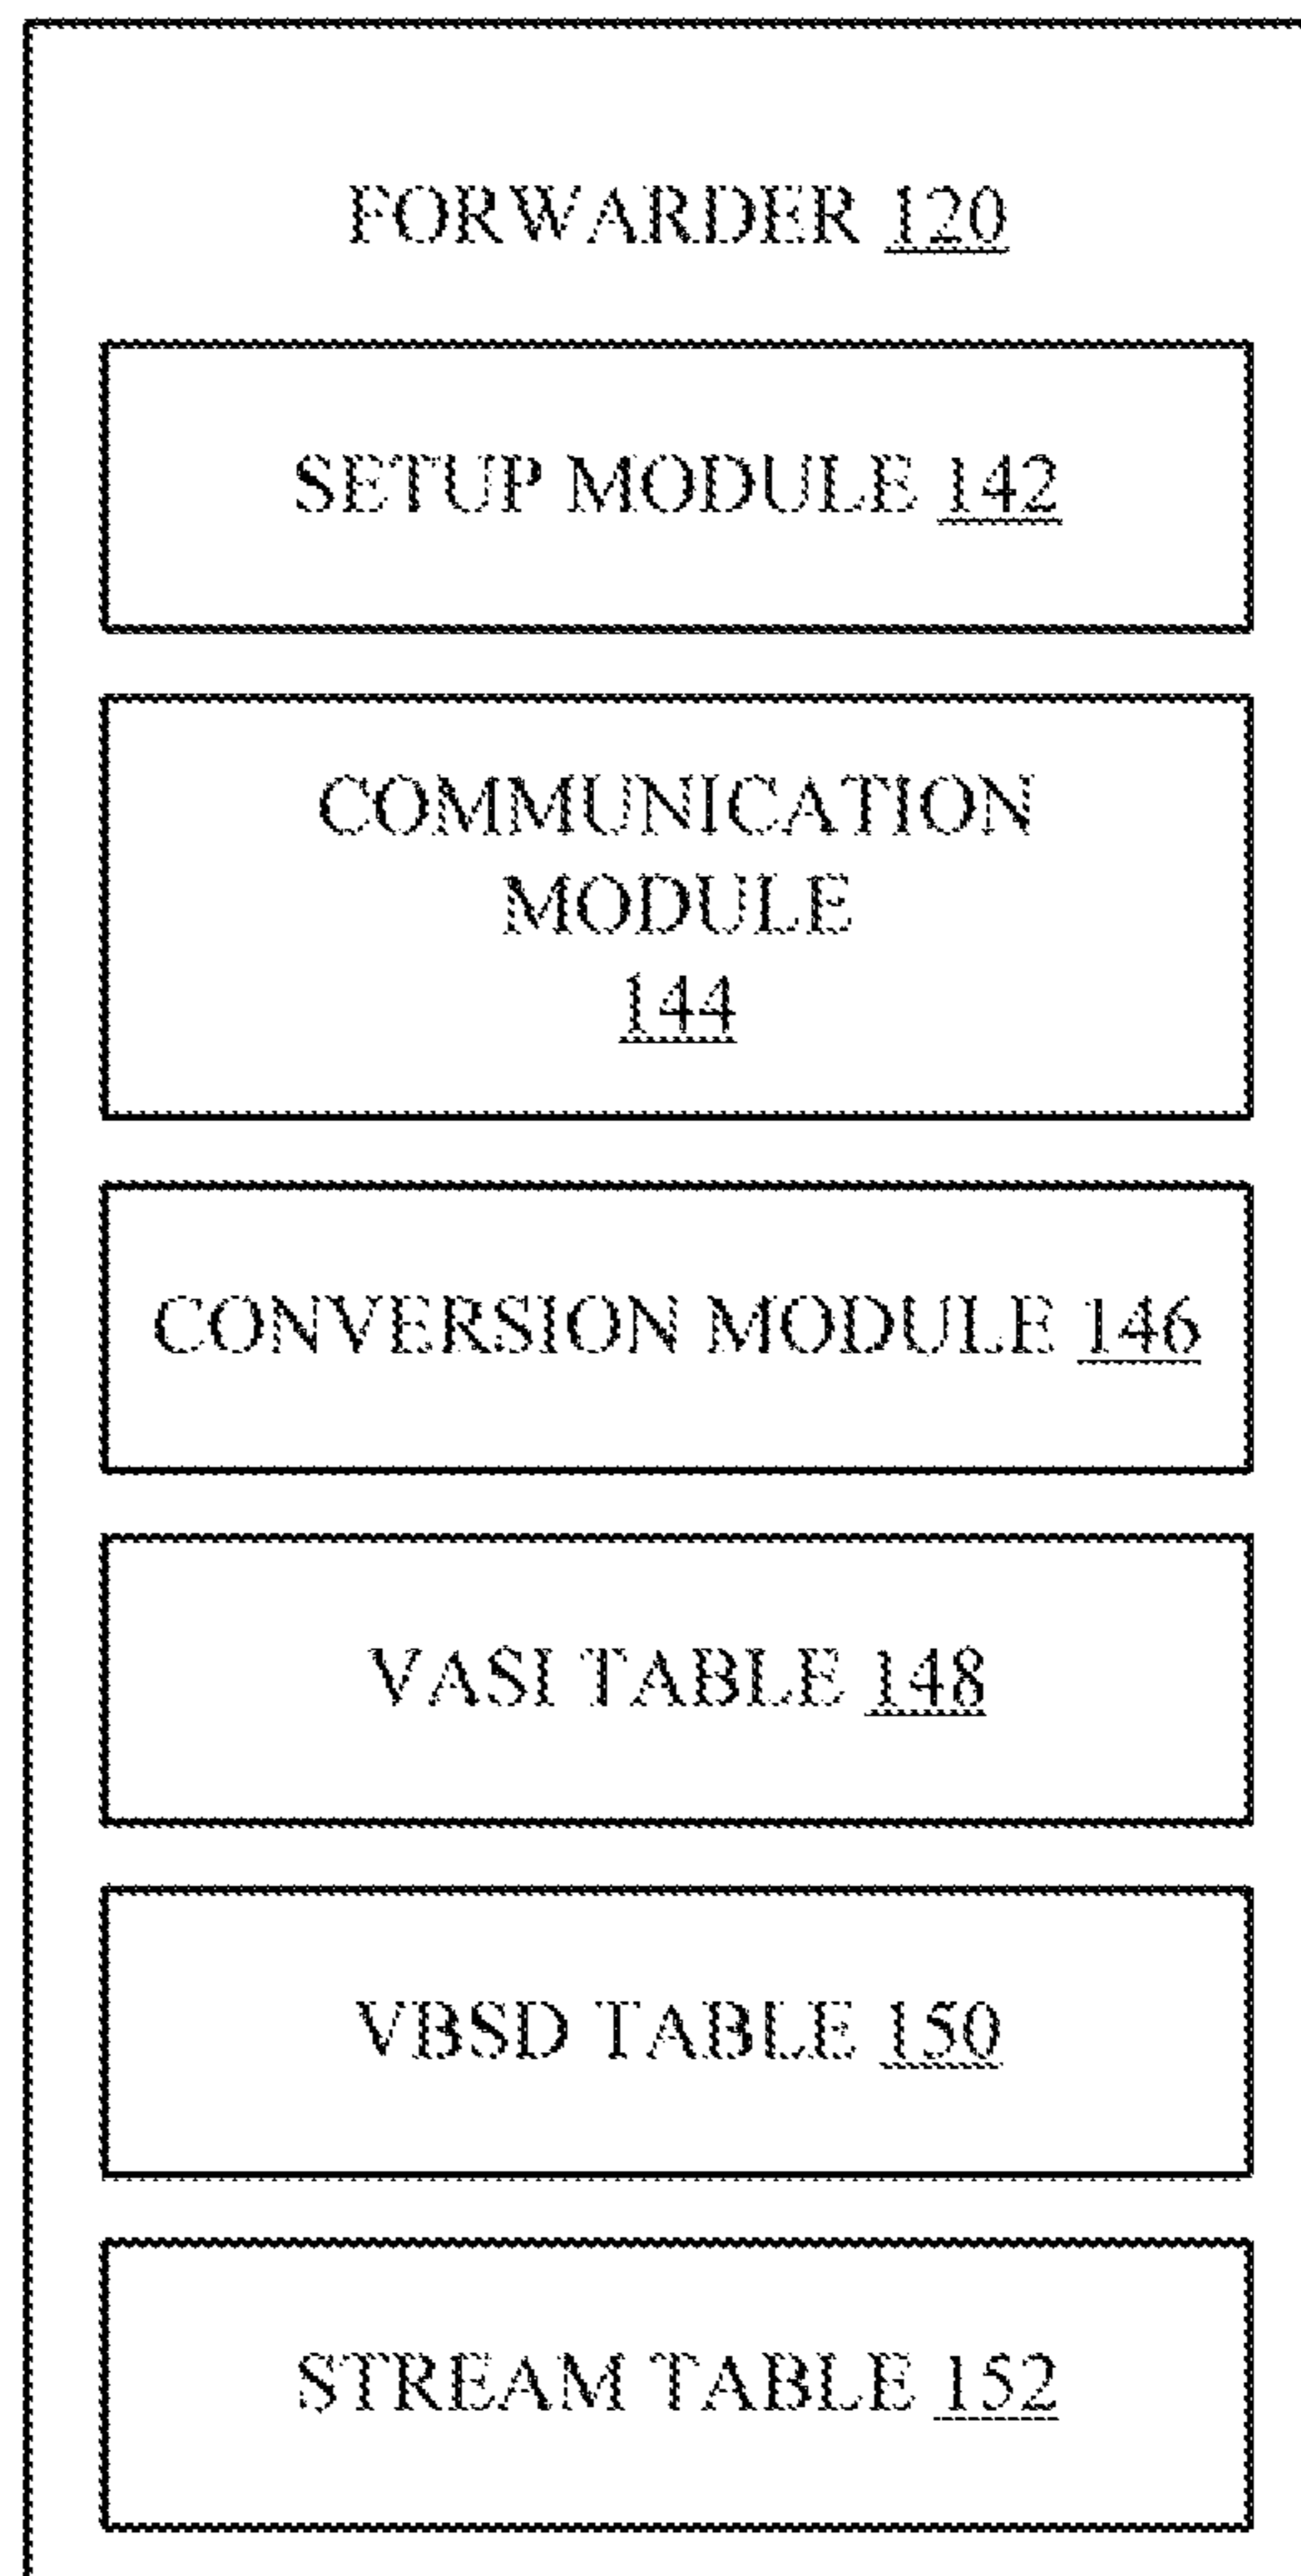 FORWARDER 120
SETUP MODULE 142
COMMUNICATION
MODULE
144
CONVERSION MODULE 146
VASI TABLE 148
VBSD TABLE 150
STREAM TABLE 152